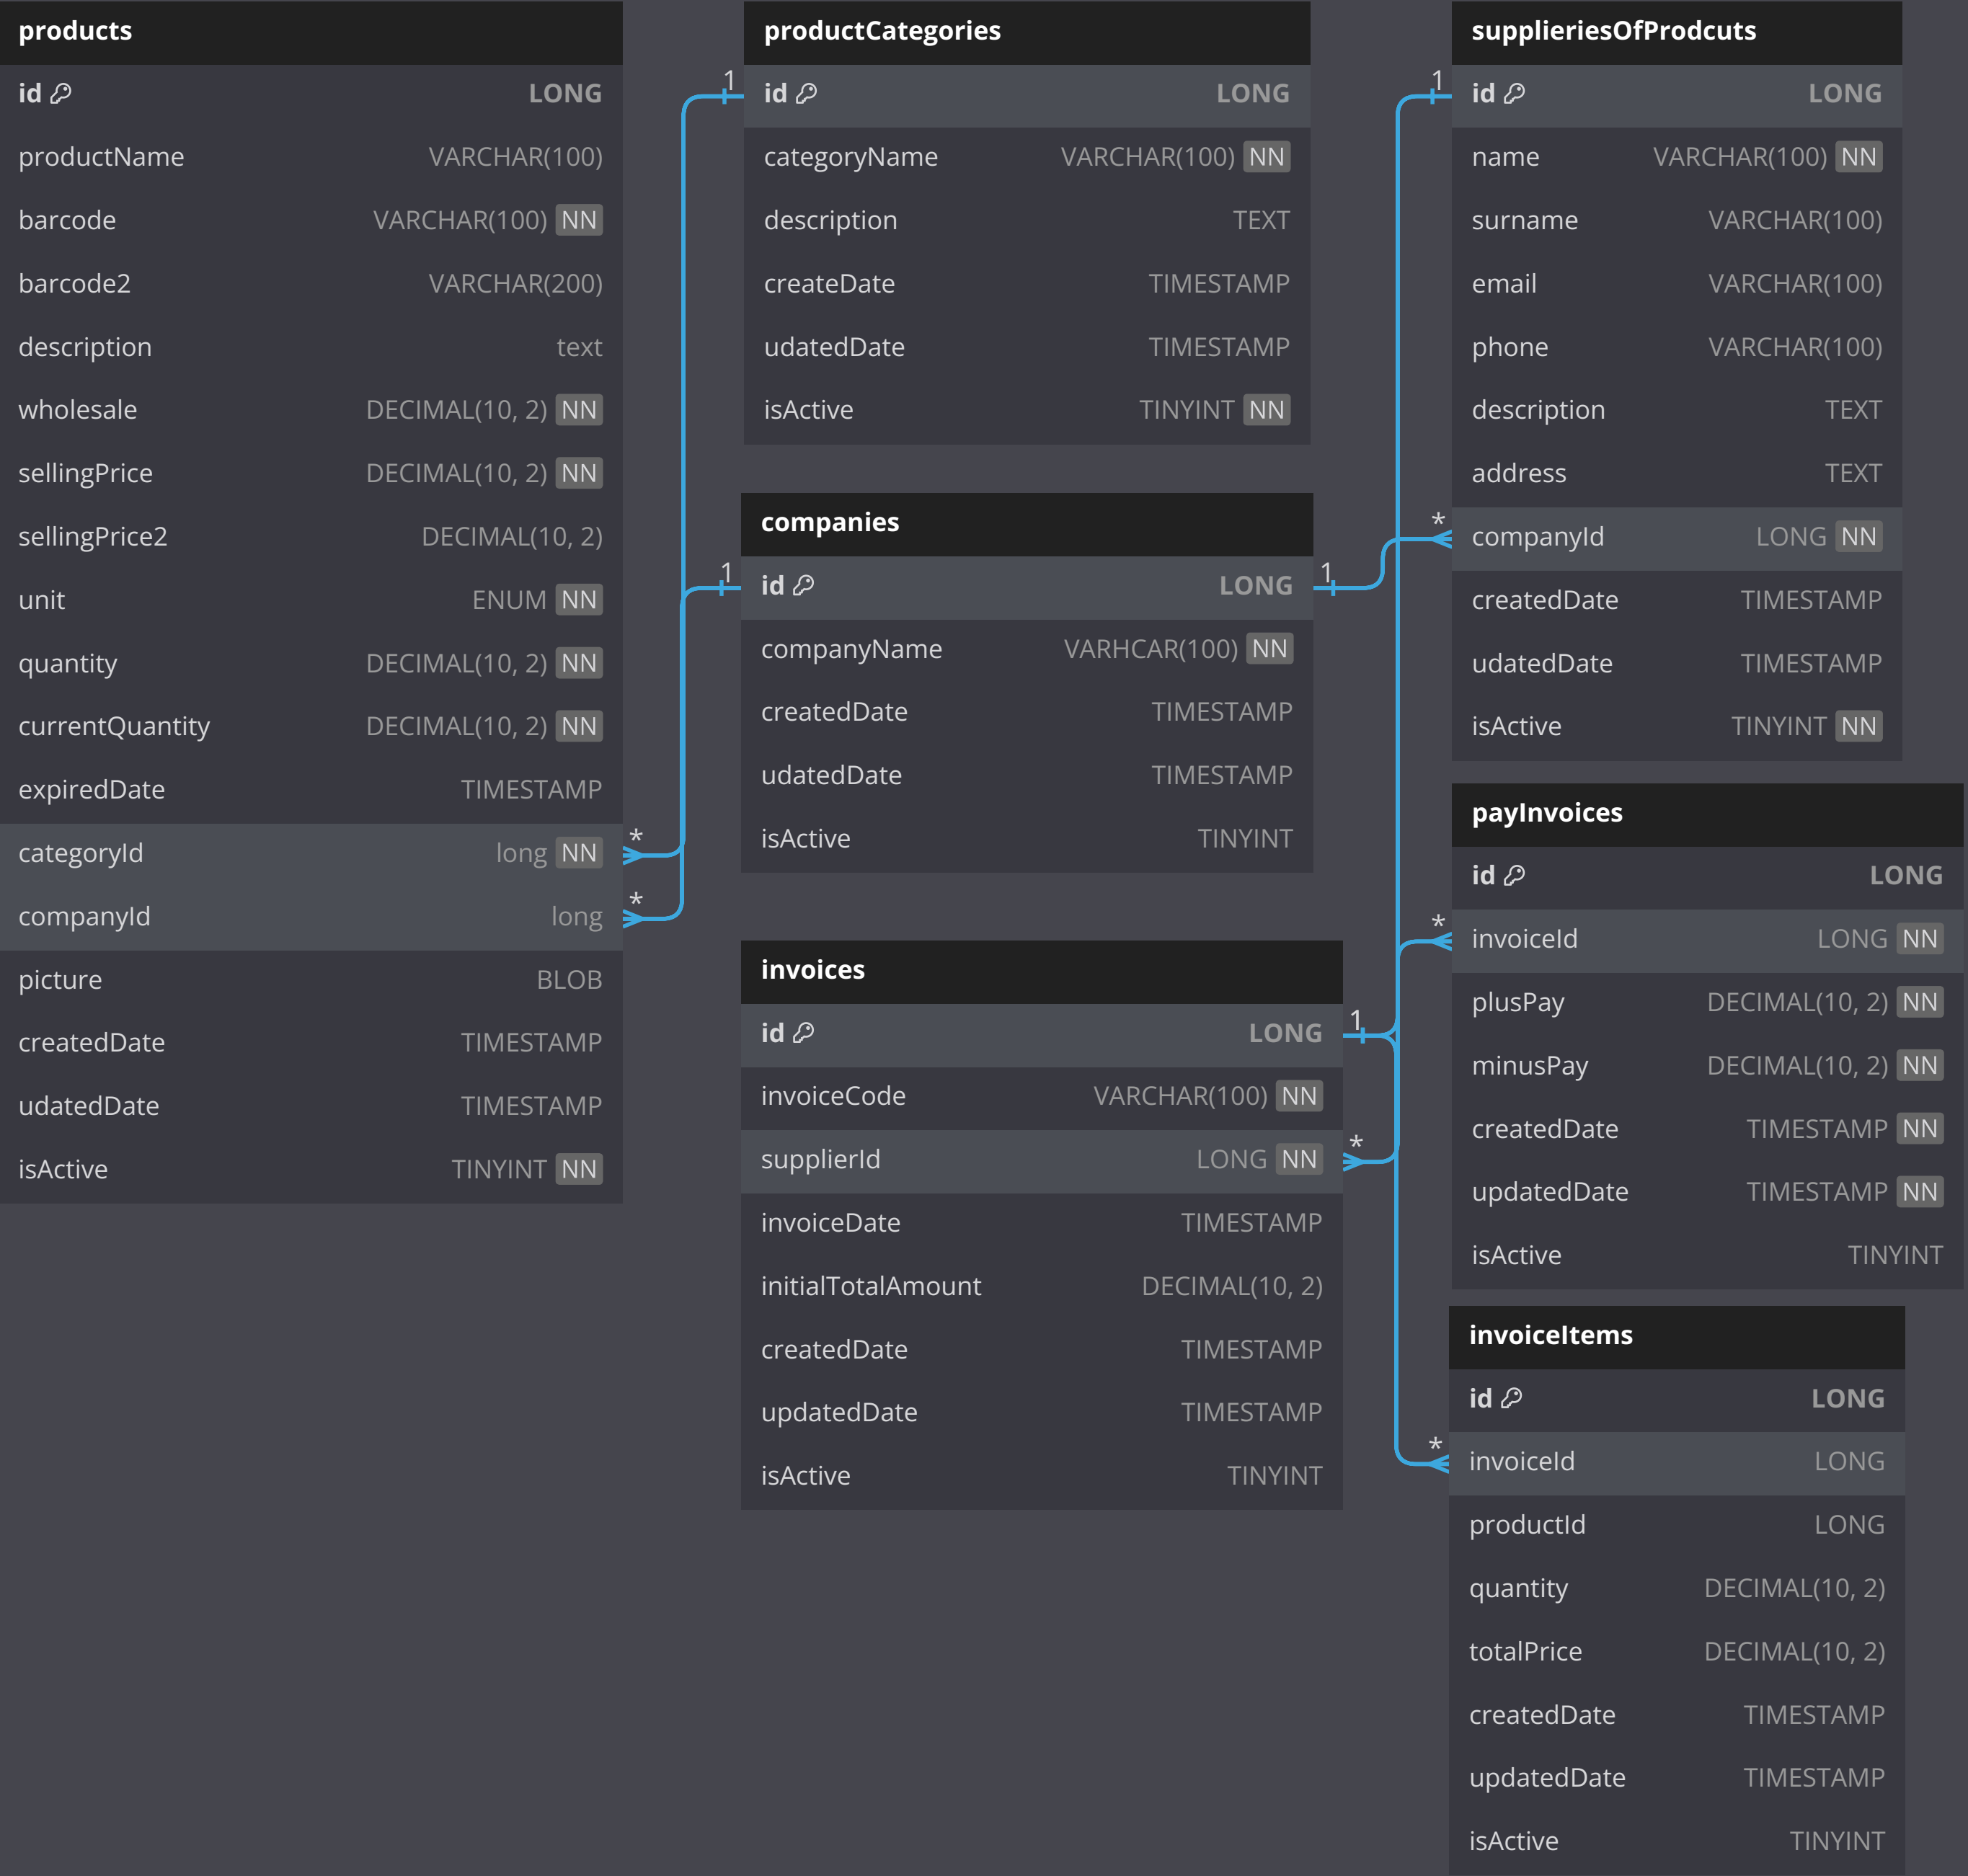 products
id LONG
productName VARCHAR(100)
barcode VARCHAR(100) NN
barcode2 VARCHAR(200)
description text
wholesale DECIMAL(10, 2) NN
sellingPrice DECIMAL(10, 2) NN
sellingPrice2 DECIMAL(10, 2)
unit ENUM NN
quantity DECIMAL(10, 2) NN
currentQuantity DECIMAL(10, 2) NN
expiredDate TIMESTAMP
categoryId long NN
*
companyId long
*
picture BLOB
createdDate TIMESTAMP
udatedDate TIMESTAMP
isActive TINYINT NN
productCategories
1
id LONG
categoryName VARCHAR(100) NN
description TEXT
createDate TIMESTAMP
udatedDate TIMESTAMP
isActive TINYINT NN
companies
1
id LONG
1
companyName VARHCAR(100) NN
createdDate TIMESTAMP
udatedDate TIMESTAMP
isActive TINYINT
invoices
id LONG
1
invoiceCode VARCHAR(100) NN
supplierId LONG NN
*
invoiceDate TIMESTAMP
initialTotalAmount DECIMAL(10, 2)
createdDate TIMESTAMP
updatedDate TIMESTAMP
isActive TINYINT
supplieriesOfProdcuts
1
id LONG
name VARCHAR(100) NN
surname VARCHAR(100)
email VARCHAR(100)
phone VARCHAR(100)
description TEXT
address TEXT
*
companyId LONG NN
createdDate TIMESTAMP
udatedDate TIMESTAMP
isActive TINYINT NN
payInvoices
id LONG
*
invoiceId LONG NN
plusPay DECIMAL(10, 2) NN
minusPay DECIMAL(10, 2) NN
createdDate TIMESTAMP NN
updatedDate TIMESTAMP NN
isActive TINYINT
invoiceItems
id LONG
*
invoiceId LONG
productId LONG
quantity DECIMAL(10, 2)
totalPrice DECIMAL(10, 2)
createdDate TIMESTAMP
updatedDate TIMESTAMP
isActive TINYINT